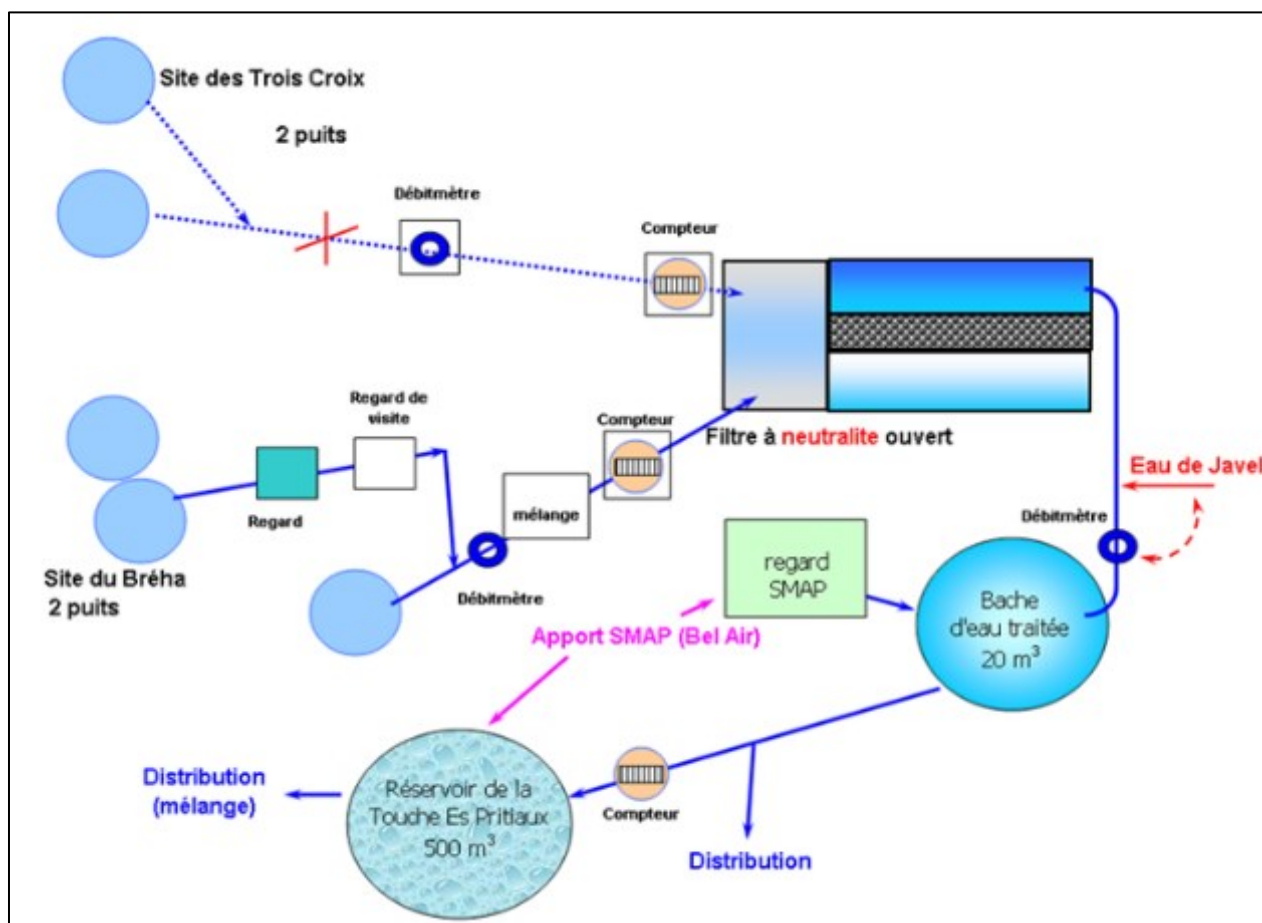 Site des Trois Croix
2 puits
Débitmètre
Compteur
Regard de
visite
Compteur
Filtre à neutralite ouvert
Eau de Javel
Regard
mélange
Débitmètre
regard
SMAP
Site du Bréha
2 puits
Débitmètre
Bache
d'eau traitée
20 m³
Apport SMAP (Bel Air)
Distribution
(mélange)
Réservoir de la
Touche Es Pritiaux
500 m³
Compteur
Distribution